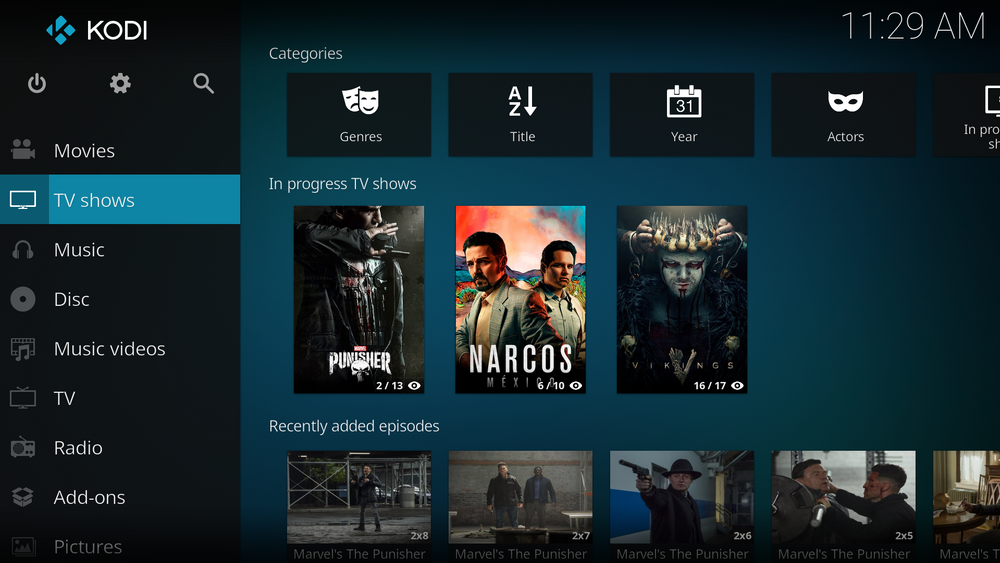 KODI
11:29 AM
Movies
TV shows
Music
Disc
Music videos
TV
Radio
Add-ons
Pictures
Categories
Genres
A
Z
Title
31
Year
Actors
In pro
sh
In progress TV shows
MARVEL
PUNISHER
2 / 13
NARCOS
MÉXICO
6 / 10
VIKINGS
16 / 17
Recently added episodes
2x8
2x7
2x6
2x5
Marvel's The Punisher
Marvel's The Punisher
Marvel's The Punisher
Marvel's The Punisher
Marvel's T